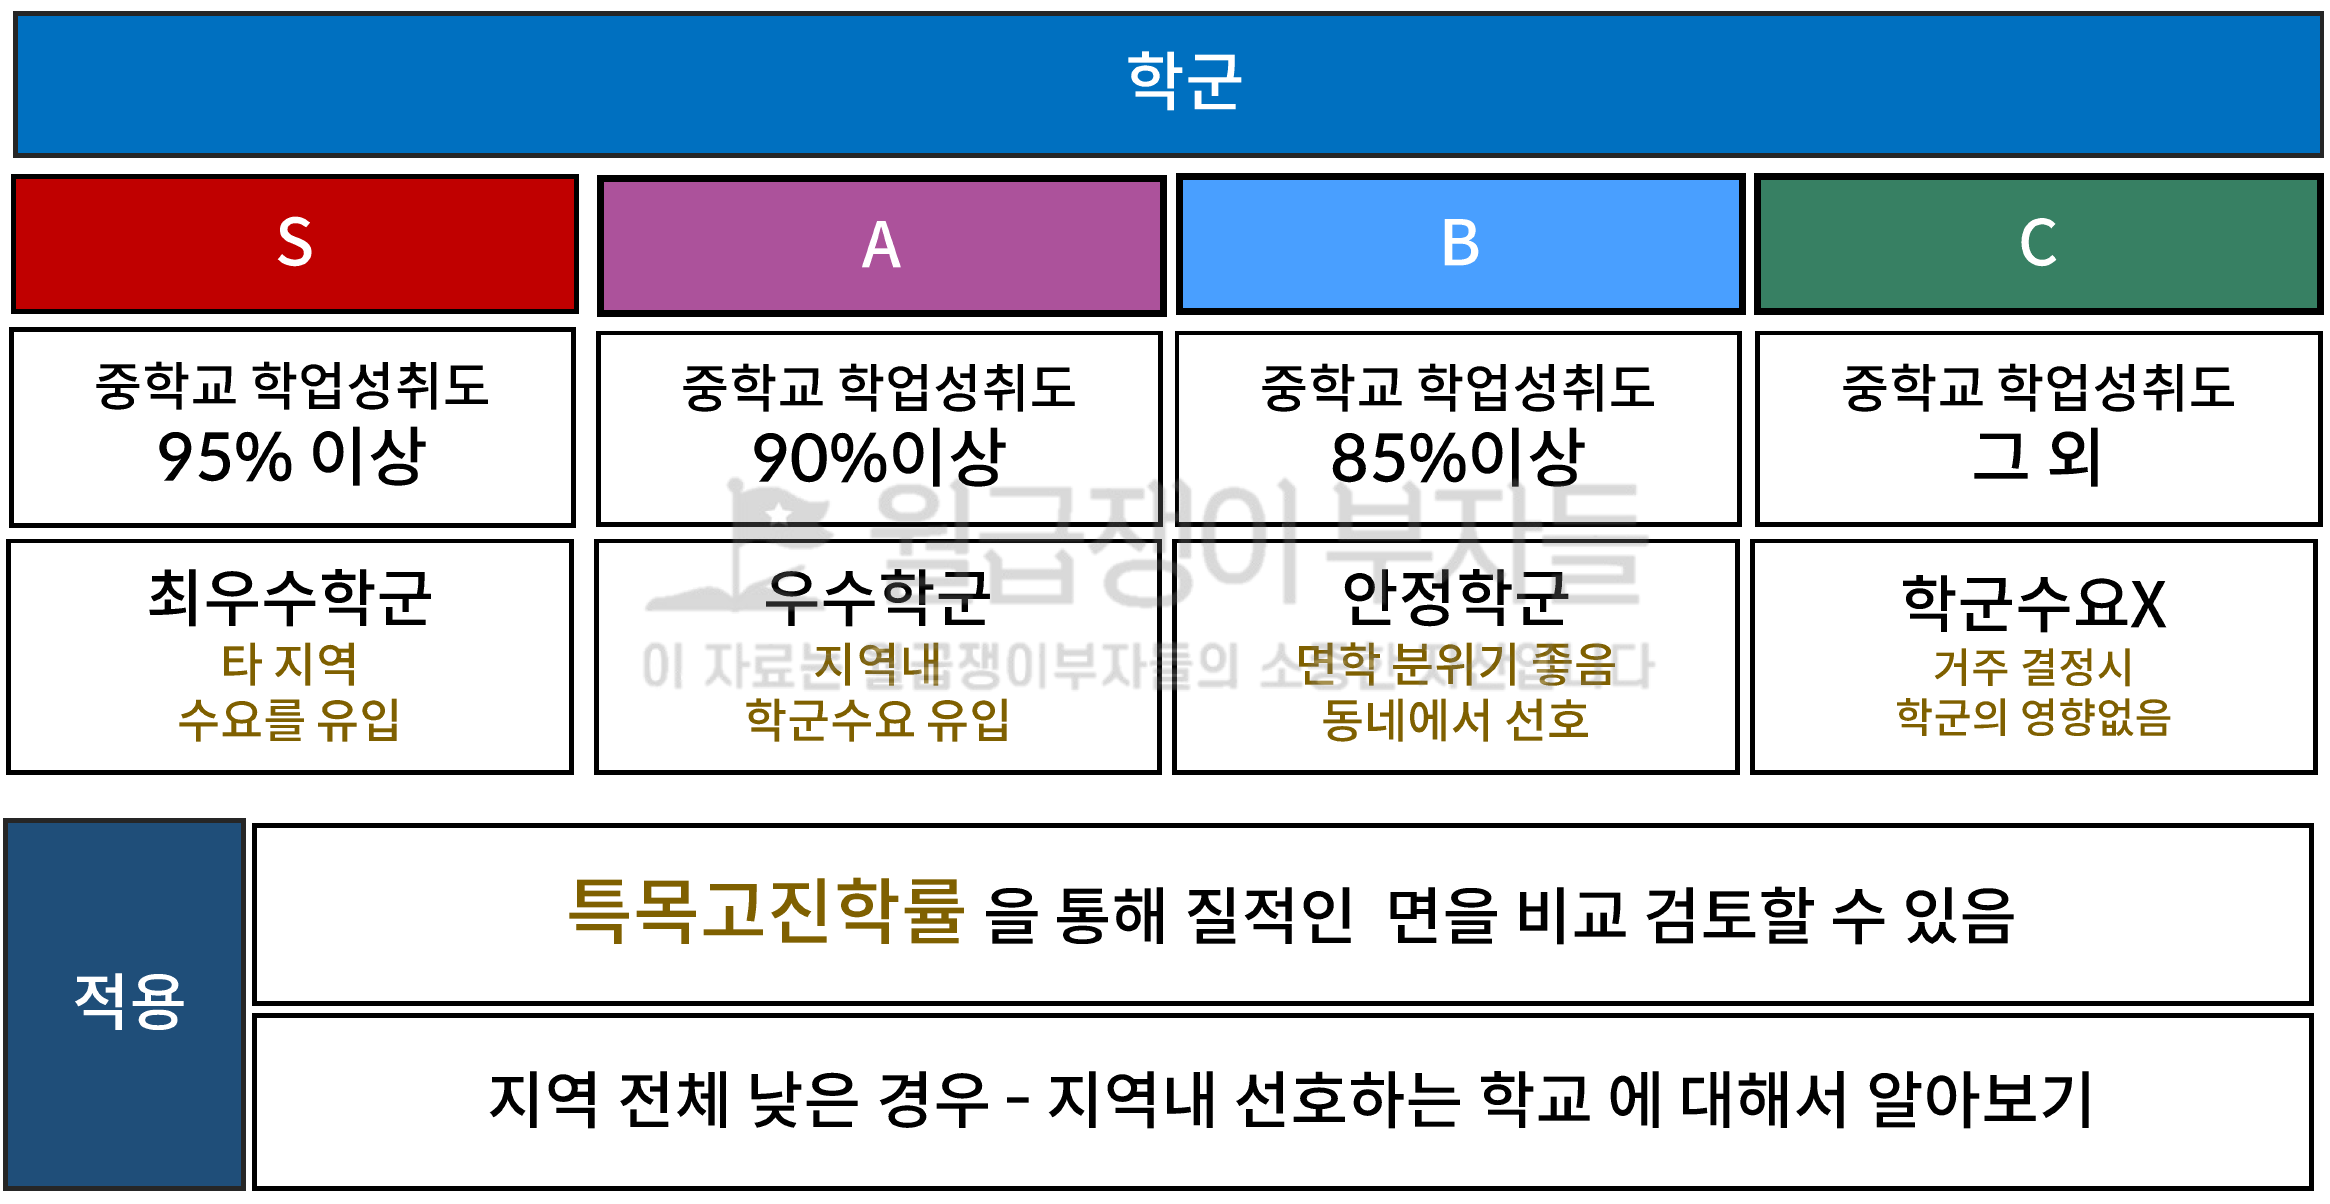 학군
S
A
B
C
중학교 학업성취도
95% 이상
중학교 학업성취도
90%이상
중학교 학업성취도
85%이상
중학교 학업성취도
그 외
월급쟁이 부자들
최우수학군
타 지역
수요를 유입
우수학군
지역내
학군수요 유입
안정학군
면학 분위기 좋음
동네에서 선호
학군수요X
거주 결정시
학군의 영향없음
이 자료는 월급쟁이부자들의 소중한 자산입니다
적용
특목고진학률 을 통해 질적인  면을 비교 검토할 수 있음
지역 전체 낮은 경우 - 지역내 선호하는 학교 에 대해서 알아보기